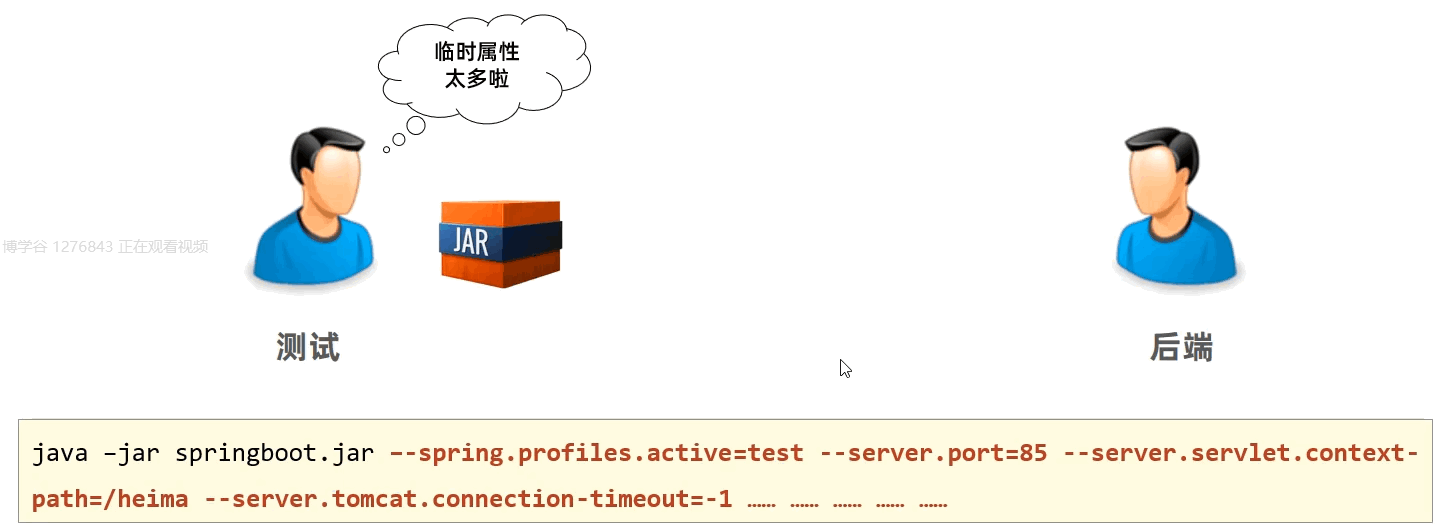 临时属性
太多啦
JAR
博学谷 1276843 正在观看视频
测试
后端
java –jar springboot.jar –-spring.profiles.active=test --server.port=85 --server.servlet.context-
path=/heima --server.tomcat.connection-timeout=-1 …… …… …… …… ……